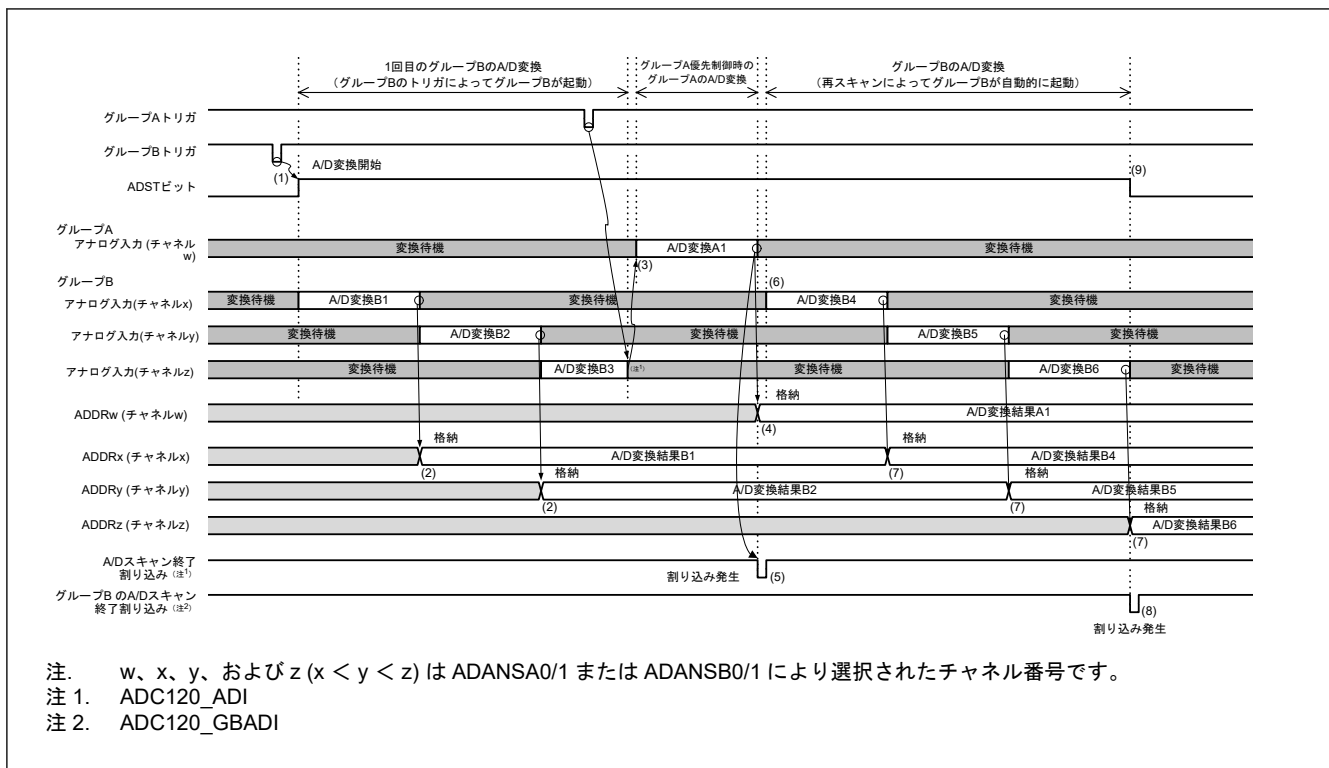 1回目のグループBのA/D変換
(グループBのトリガによってグループBが起動)
グループA優先制御時の
グループAのA/D変換
グループBのA/D変換
(再スキャンによってグループBが自動的に起動)
グループAトリガ
グループBトリガ
(1)
A/D変換開始
ADSTビット
(9)
グループA
アナログ入力 (チャネルw)
変換待機
A/D変換A1
変換待機
(3)
グループB
(6)
アナログ入力(チャネルx)
変換待機
A/D変換B1
変換待機
A/D変換B4
変換待機
アナログ入力(チャネルy)
変換待機
A/D変換B2
変換待機
A/D変換B5
変換待機
アナログ入力(チャネルz)
変換待機
A/D変換B3
(注1)
変換待機
A/D変換B6
変換待機
格納
ADDRw (チャネルw)
A/D変換結果A1
(4)
格納
格納
ADDRx (チャネルx)
A/D変換結果B1
A/D変換結果B4
(2)
(7)
格納
格納
ADDRy (チャネルy)
A/D変換結果B2
A/D変換結果B5
(2)
(7)
格納
ADDRz (チャネルz)
A/D変換結果B6
(7)
A/Dスキャン終了
割り込み (注1)
割り込み発生
(5)
グループB のA/Dスキャン
終了割り込み (注2)
(8)
割り込み発生
注. w、x、y、および z (x < y < z) は ADANSA0/1 または ADANSB0/1 により選択されたチャネル番号です。
注 1. ADC120_ADI
注 2. ADC120_GBADI